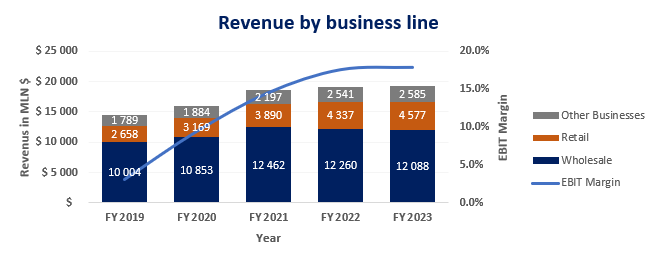 Revenue by business line
$ 25 000
$ 20 000
$ 15 000
$ 10 000
$ 5 000
$
Revenus in MLN $
20.0%
15.0%
10.0%
5.0%
0.0%
EBIT Margin
1 789
2 658
10 004
1 884
3 169
10 853
2 197
3 890
12 462
2 541
4 337
12 260
2 585
4 577
12 088
FY 2019
FY 2020
FY 2021
FY 2022
FY 2023
Year
Other Businesses
Retail
Wholesale
EBIT Margin